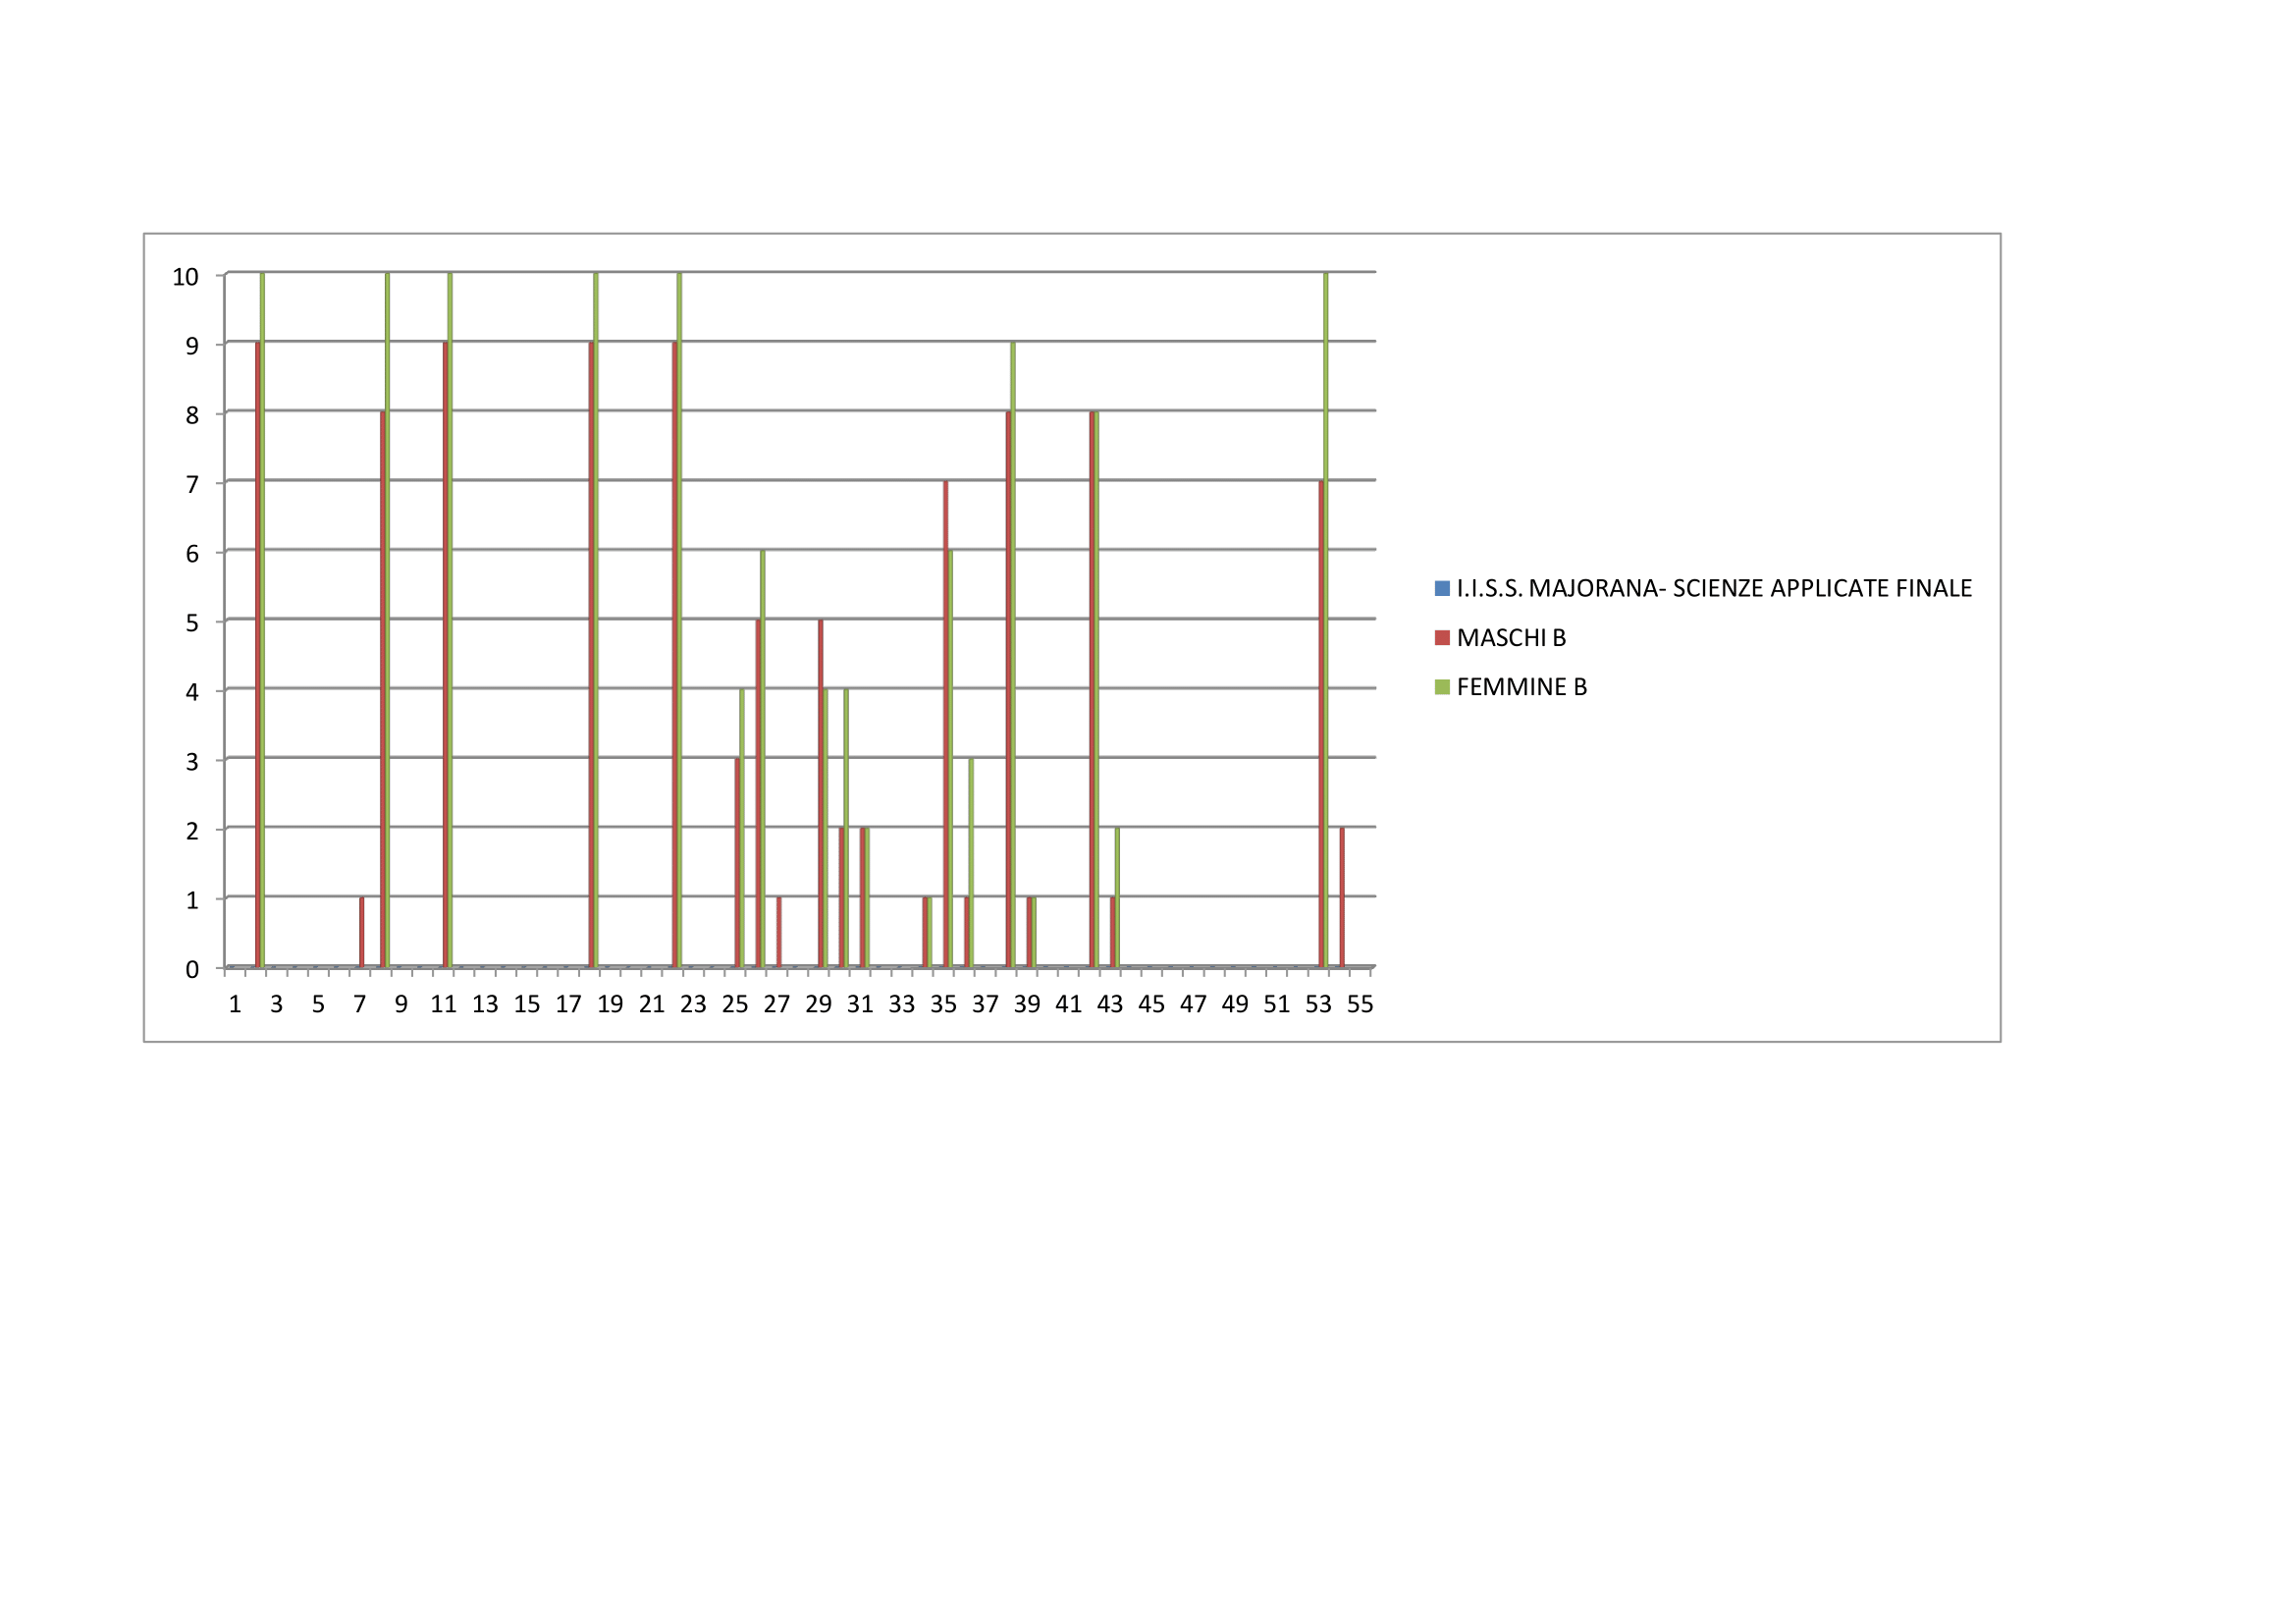 10
9
8
7
6
5
4
3
2
1
0
1 3 5 7 9 11 13 15 17 19 21 23 25 27 29 31 33 35 37 39 41 43 45 47 49 51 53 55
I.I.S.S. MAJORANA- SCIENZE APPLICATE FINALE
MASCHI B
FEMMINE B